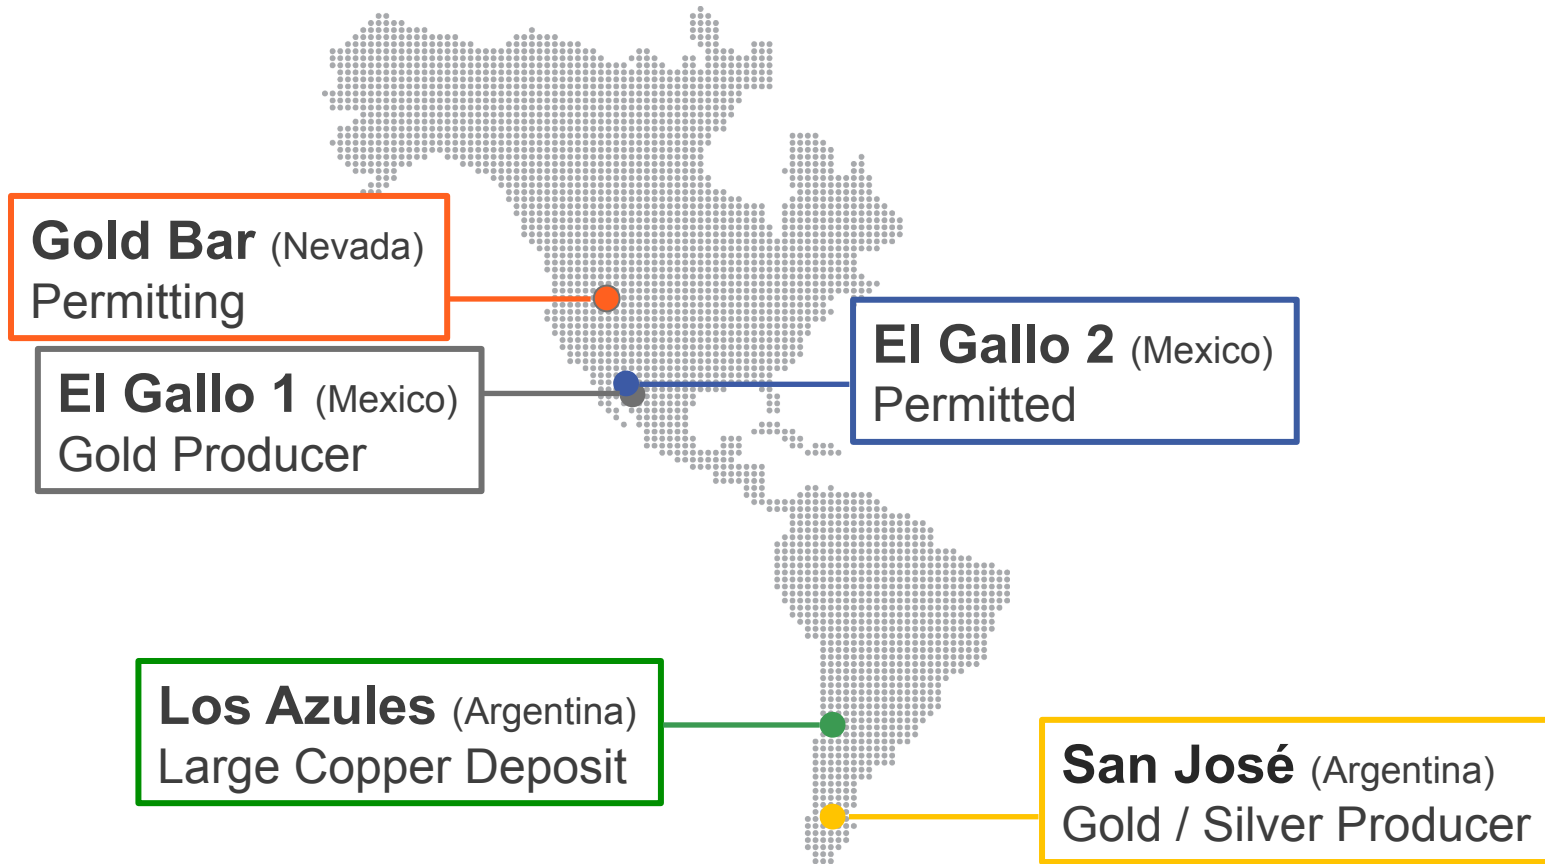 Gold Bar (Nevada)
Permitting
El Gallo 1 (Mexico)
Gold Producer
El Gallo 2 (Mexico)
Permitted
Los Azules (Argentina)
Large Copper Deposit
San José (Argentina)
Gold / Silver Producer